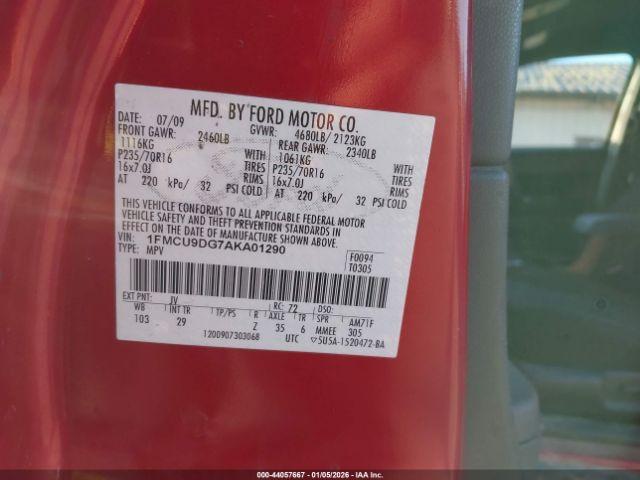 MFD. BY FORD MOTOR CO.
DATE: 07/09 GVWR: 4680LB/ 2123KG
FRONT GAWR: 2460LB REAR GAWR: 2340LB
1116KG WITH 1061KG WITH
P235/70R16 TIRES P235/70R16 TIRES
16x7.0J RIMS 16x7.0J RIMS
AT 220 kPa/ 32 PSI COLD AT 220 kPa/ 32 PSI COLD
THIS VEHICLE CONFORMS TO ALL APPLICABLE FEDERAL MOTOR
VEHICLE SAFETY AND THEFT PREVENTION STANDARDS IN
EFFECT ON THE DATE OF MANUFACTURE SHOWN ABOVE.
VIN: 1FMCU9DG7AKA01290 F0094
TYPE: MPV T0305
EXT PNT: JV RC: 72 DSO:
WB INT TR TP/PS R AXLE TR SPR AM71F
103 29 Z 35 6 MMEE 305
12OD907303068 UTC ▽5U5A-1520472-BA
000-44057667 - 01/05/2026 - IAA Inc.